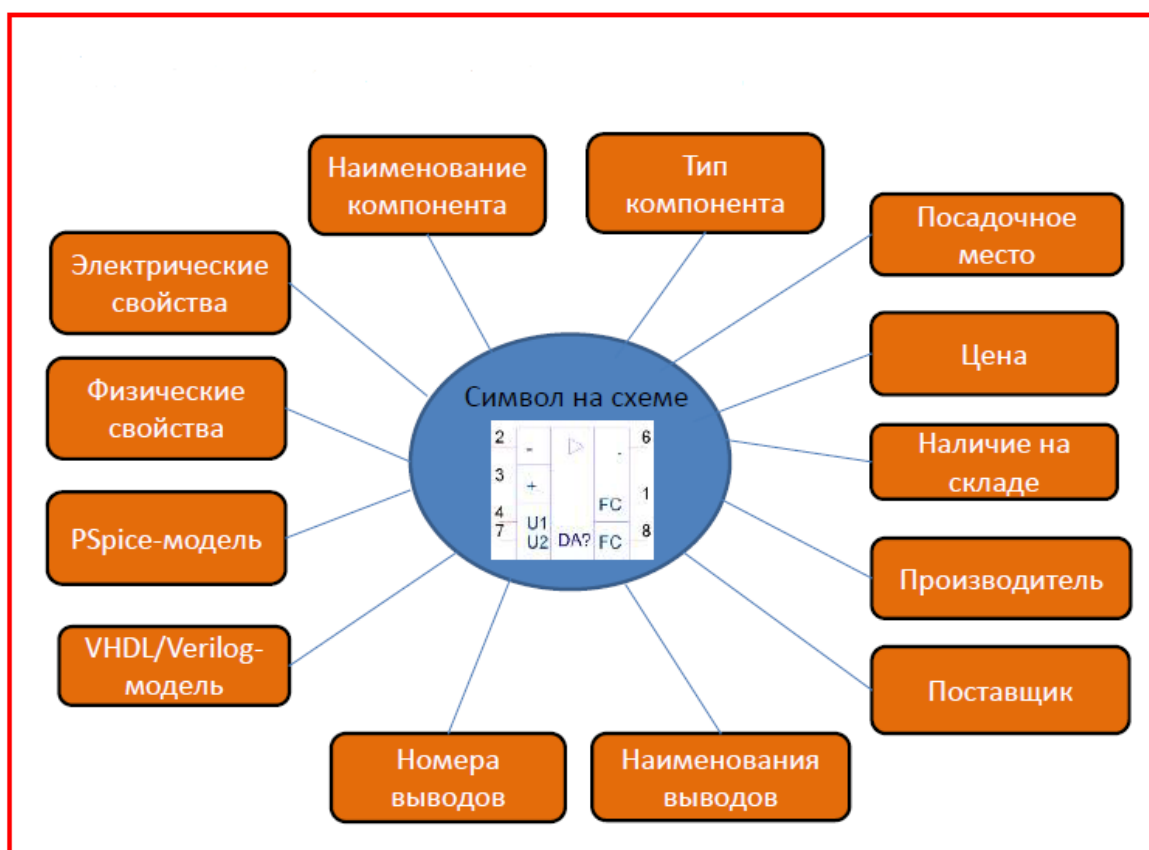 Наименование
компонента
Тип
компонента
Посадочное
место
Электрические
свойства
Цена
Физические
свойства
Символ на схеме
2 - 6
3 +
FC 1
4 U1
7 U2 DA? FC 8
Наличие на
складе
PSpice-модель
Производитель
VHDL/Verilog-
модель
Поставщик
Номера
выводов
Наименования
выводов